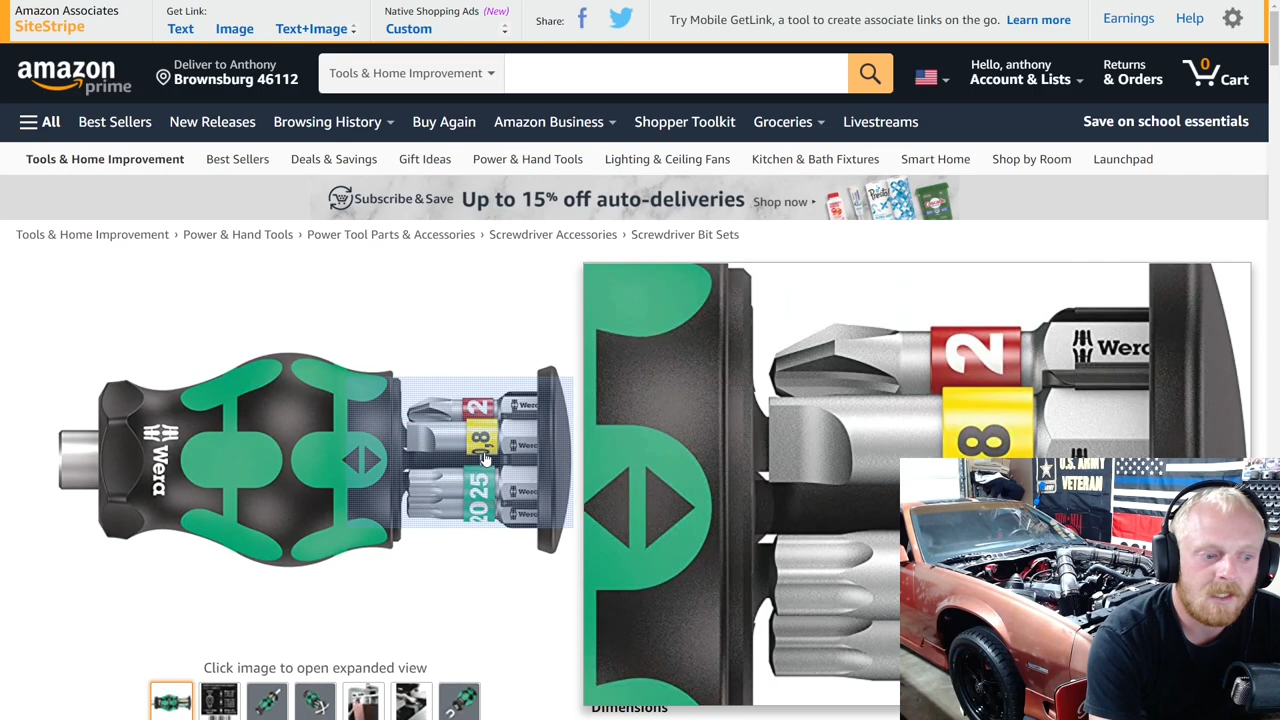 Amazon Associates
SiteStripe
Get Link:
Text Image Text+Image
Native Shopping Ads (New)
Custom
Share:
Try Mobile GetLink, a tool to create associate links on the go. Learn more
Earnings Help
amazon
prime
Deliver to Anthony
Brownsburg 46112
Tools & Home Improvement
Hello, anthony
Account & Lists
Returns
& Orders
0
Cart
All Best Sellers New Releases Browsing History Buy Again Amazon Business Shopper Toolkit Groceries Livestreams Save on school essentials
Tools & Home Improvement Best Sellers Deals & Savings Gift Ideas Power & Hand Tools Lighting & Ceiling Fans Kitchen & Bath Fixtures Smart Home Shop by Room Launchpad
Subscribe & Save Up to 15% off auto-deliveries Shop now
Tools & Home Improvement › Power & Hand Tools › Power Tool Parts & Accessories › Screwdriver Accessories › Screwdriver Bit Sets
Wera
2
Wera
0,8
Wera
20 25
Wera
Wera
2
Wera
8
Click image to open expanded view
Dimensions
U.S. ARMY
VETERAN